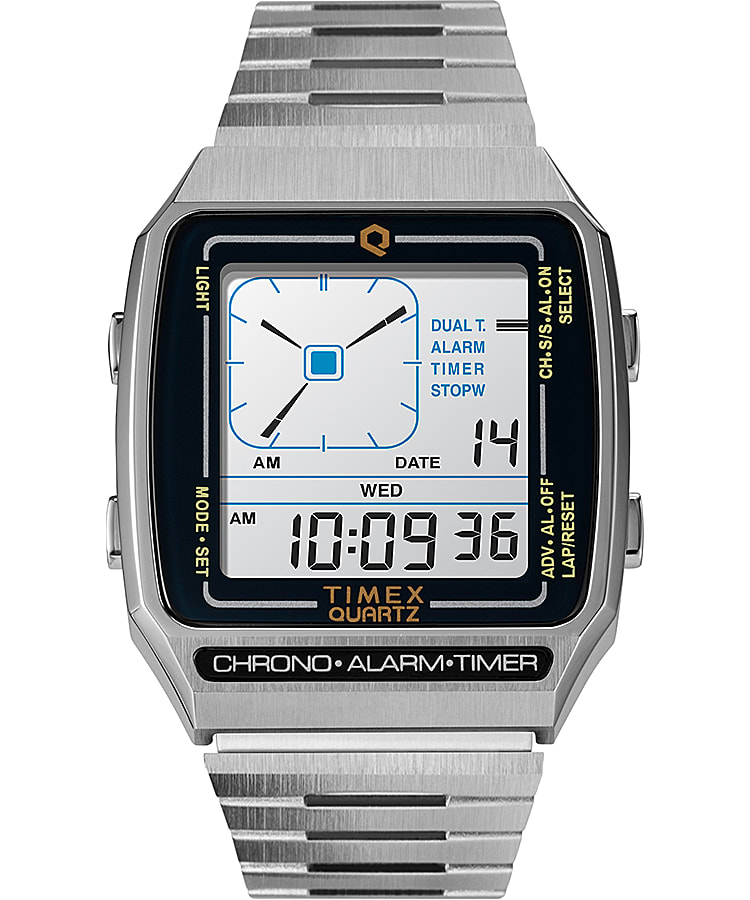 Q
LIGHT
CH.S/S.AL.ON
SELECT
DUAL T.
ALARM
TIMER
STOPW
AM
DATE
14
WED
AM
10:09 36
MODE • SET
ADV. AL.OFF
LAP/RESET
TIMEX
QUARTZ
CHRONO•ALARM•TIMER